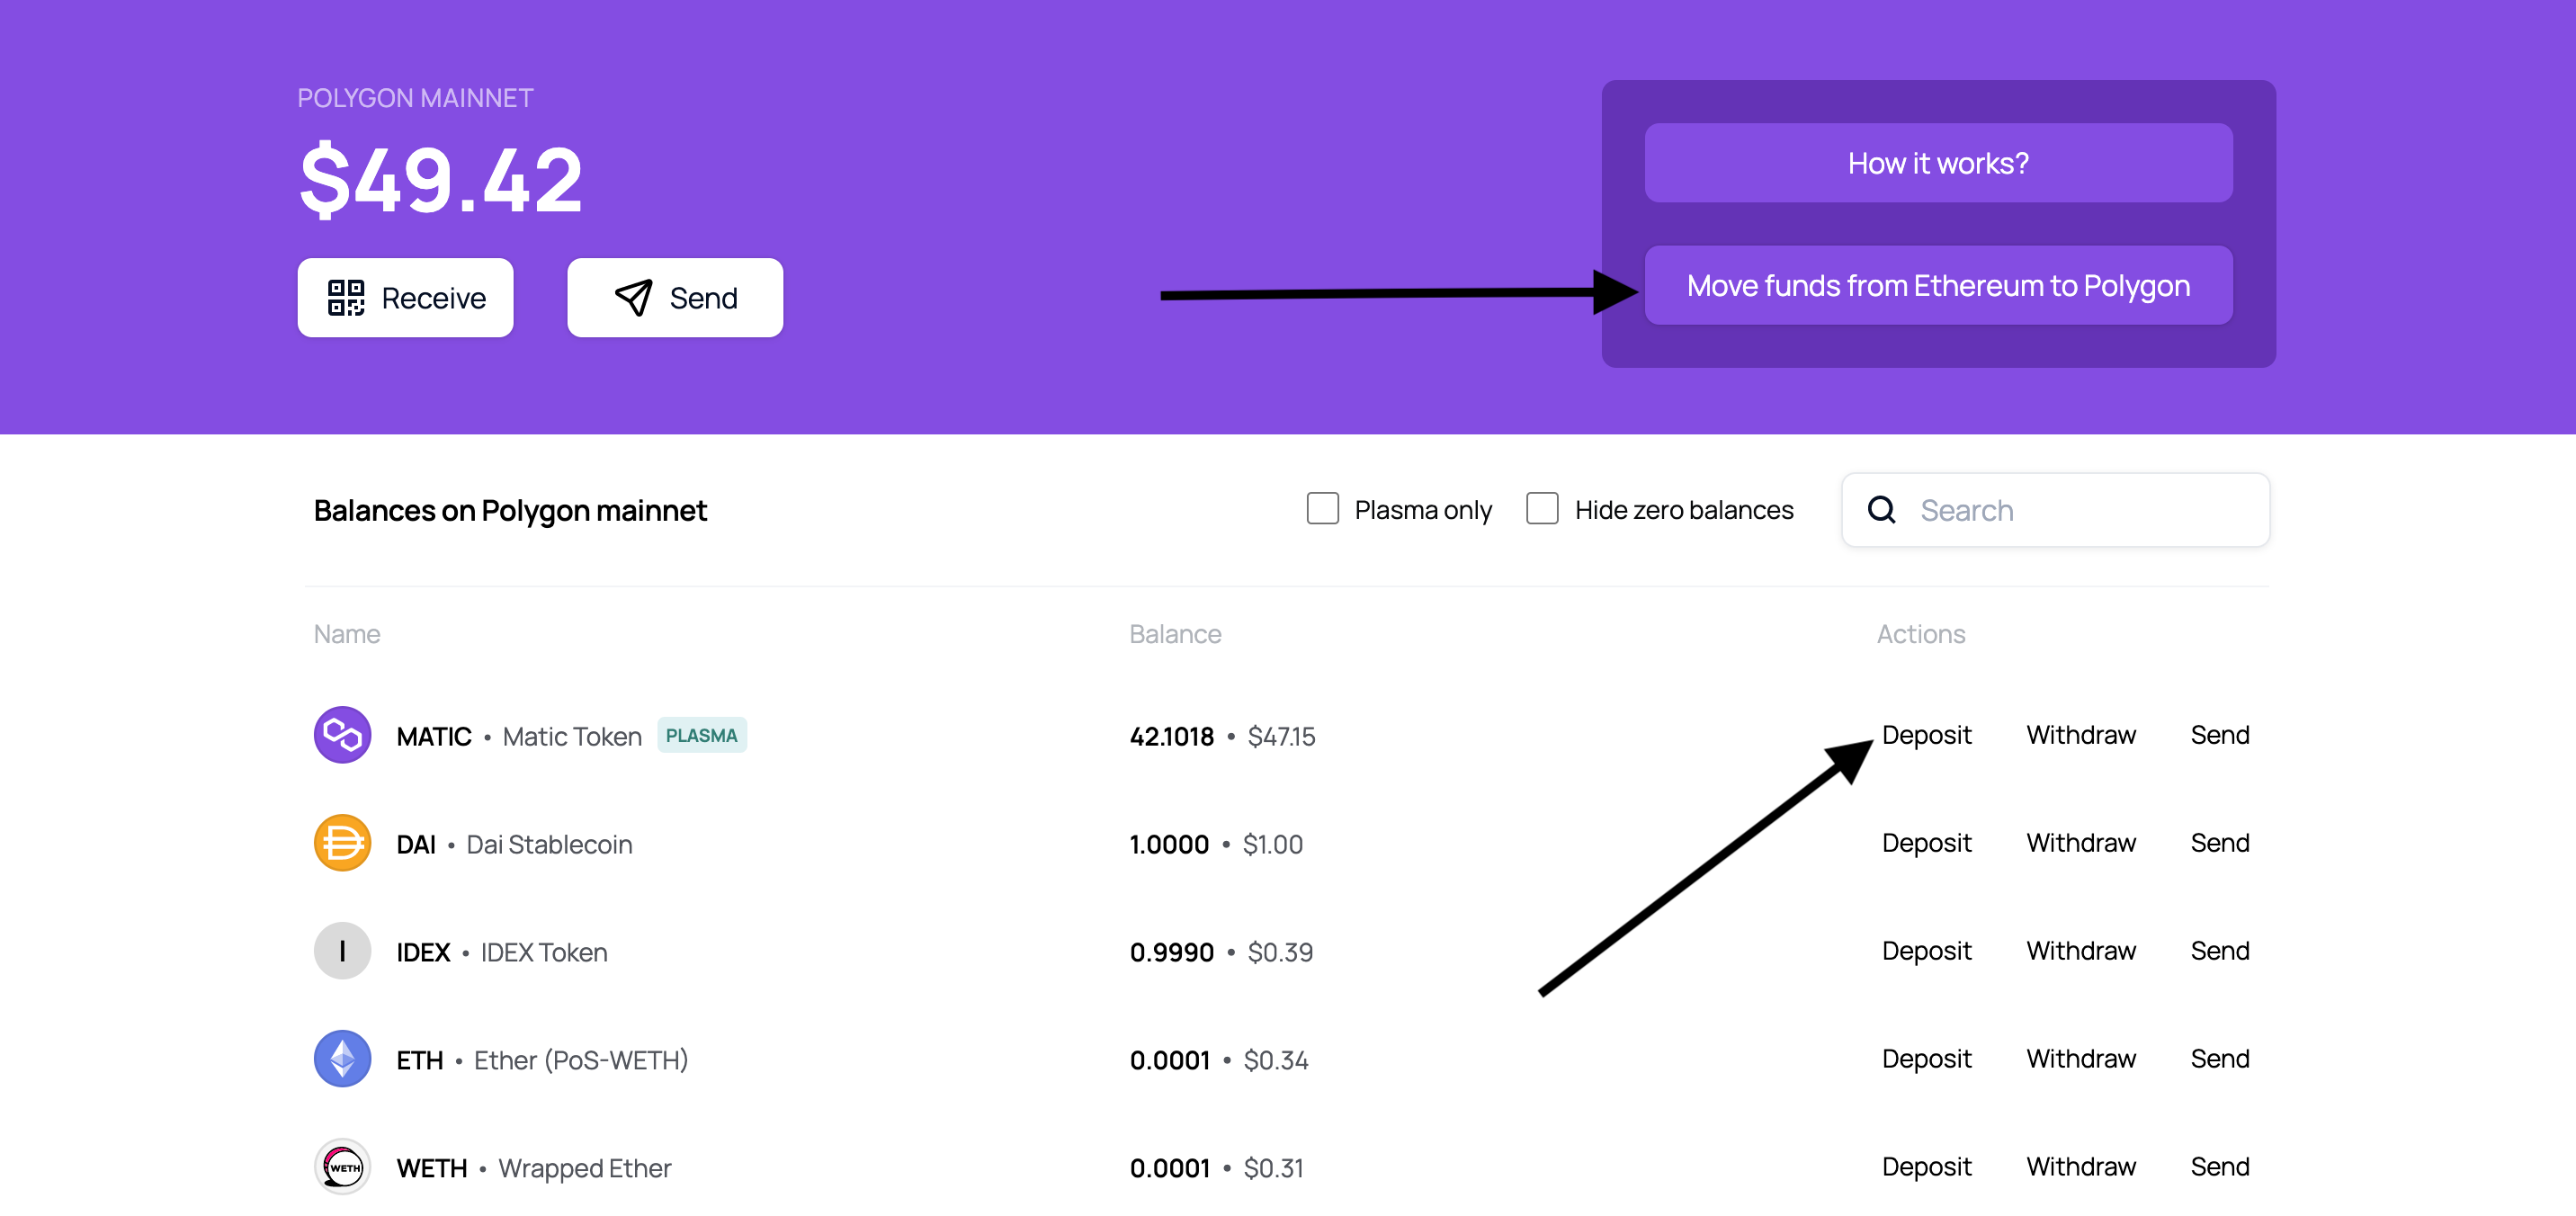 POLYGON MAINNET
$49.42
Receive
Send
How it works?
Move funds from Ethereum to Polygon
Balances on Polygon mainnet
Plasma only
Hide zero balances
Search
Name Balance Actions
MATIC • Matic Token PLASMA 42.1018 • $47.15 Deposit Withdraw Send
DAI • Dai Stablecoin 1.0000 • $1.00 Deposit Withdraw Send
I IDEX • IDEX Token 0.9990 • $0.39 Deposit Withdraw Send
ETH • Ether (PoS-WETH) 0.0001 • $0.34 Deposit Withdraw Send
WETH WETH • Wrapped Ether 0.0001 • $0.31 Deposit Withdraw Send